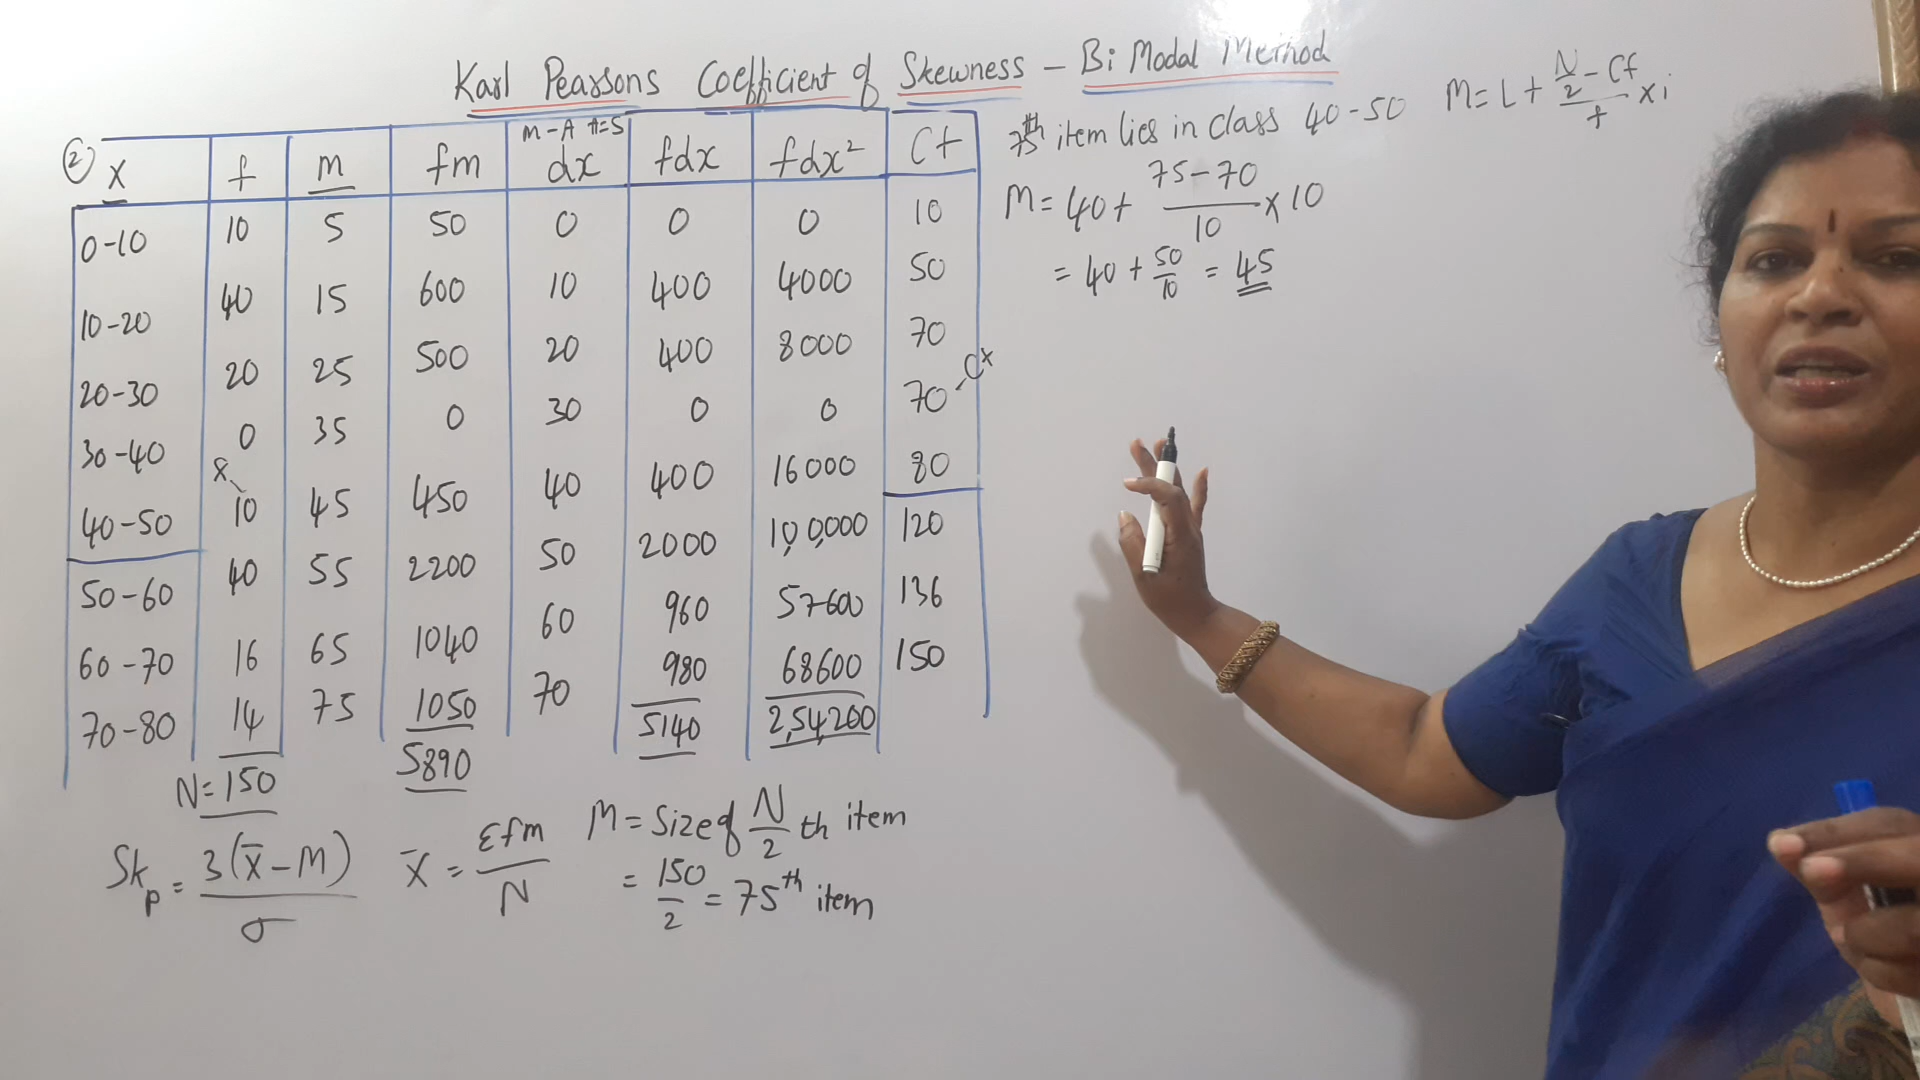 Karl Pearsons Coefficient of Skewness - Bi Modal Method
② X f m fm m-A A=5 dx fdx fdx² Cf
0-10 10 5 50 0 0 0 10
10-20 40 15 600 10 400 4000 50
20-30 20 25 500 20 400 8000 70
30-40 0 35 0 30 0 0 70 - Cx
40-50 x 10 45 450 40 400 16000 80
50-60 40 55 2200 50 2000 1,0,0000 120
60-70 16 65 1040 60 960 57600 136
70-80 14 75 1050 70 980 68600 150
N=150 5890 5140 2,54,200
Skp = 3(x̄-M)/σ
x̄ = Σfm/N
M = Size of N/2 th item
= 150/2 = 75th item
75th item lies in class 40-50
M = L + (N/2 - Cf)/f x i
M = 40 + (75-70)/10 x 10
= 40 + 50/10 = 45